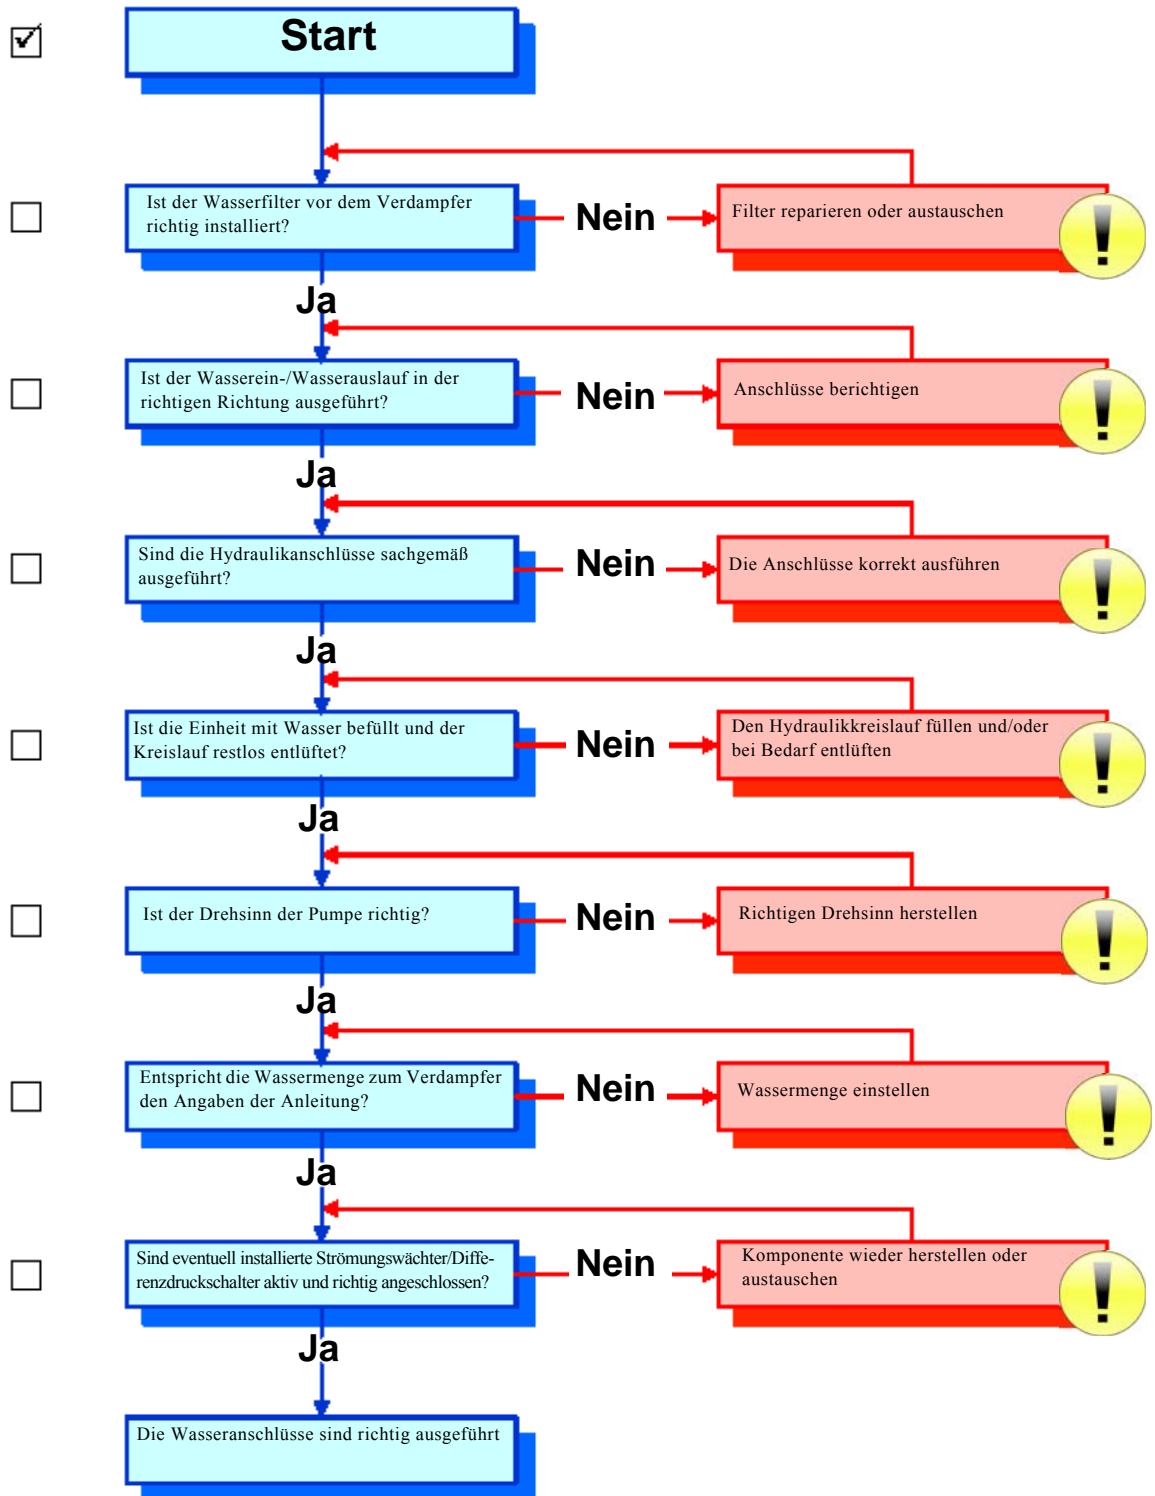 Start
Ist der Wasserfilter vor dem Verdampfer
richtig installiert?
Nein
Filter reparieren oder austauschen
Ja
Ist der Wasserein-/Wasserauslauf in der
richtigen Richtung ausgeführt?
Nein
Anschlüsse berichtigen
Ja
Sind die Hydraulikanschlüsse sachgemäß
ausgeführt?
Nein
Die Anschlüsse korrekt ausführen
Ja
Ist die Einheit mit Wasser befüllt und der
Kreislauf restlos entlüftet?
Nein
Den Hydraulikkreislauf füllen und/oder
bei Bedarf entlüften
Ja
Ist der Drehsinn der Pumpe richtig?
Nein
Richtigen Drehsinn herstellen
Ja
Entspricht die Wassermenge zum Verdampfer
den Angaben der Anleitung?
Nein
Wassermenge einstellen
Ja
Sind eventuell installierte Strömungswächter/Diffe-
renzdruckschalter aktiv und richtig angeschlossen?
Nein
Komponente wieder herstellen oder
austauschen
Ja
Die Wasseranschlüsse sind richtig ausgeführt